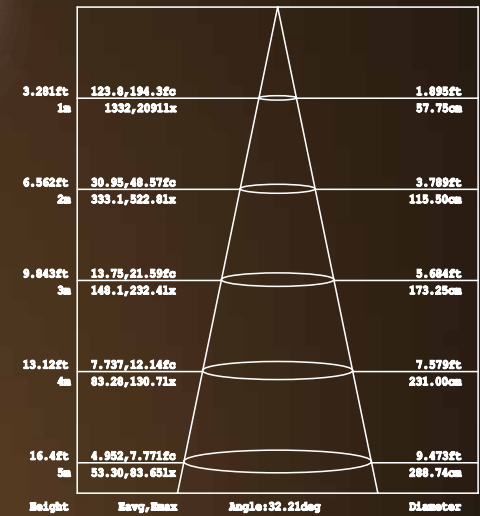 3.281ft 123.8,194.3fc 1.895ft
1m 1332,2091lx 57.75cm
6.562ft 30.95,48.57fc 3.789ft
2m 333.1,522.8lx 115.50cm
9.843ft 13.75,21.59fc 5.684ft
3m 148.1,232.4lx 173.25cm
13.12ft 7.737,12.14fc 7.579ft
4m 83.28,130.7lx 231.00cm
16.4ft 4.952,7.771fc 9.473ft
5m 53.30,83.65lx 288.74cm
Height Eavg,Emax Angle:32.21deg Diameter